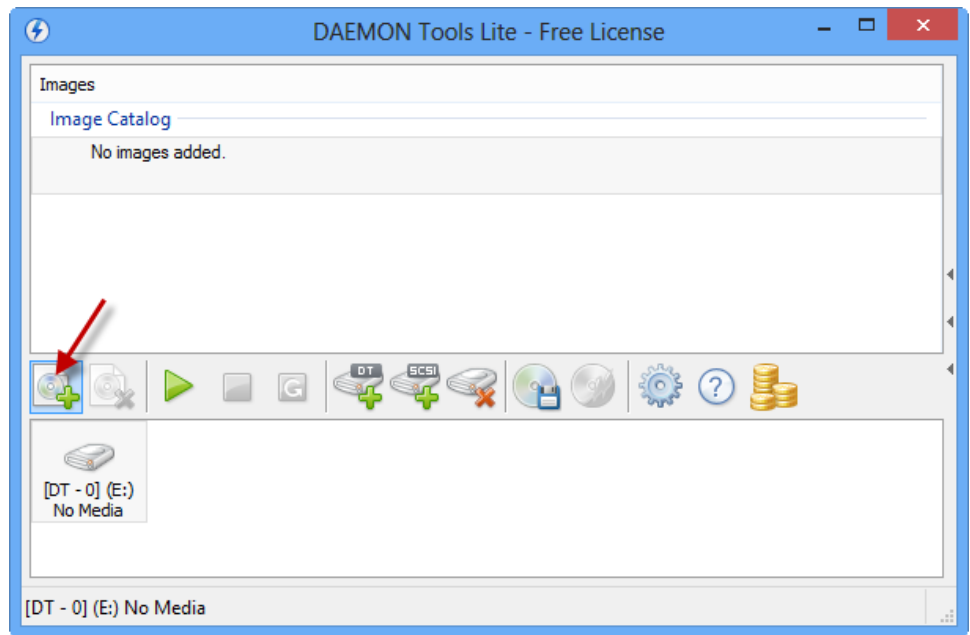 DAEMON Tools Lite - Free License
Images
Image Catalog
No images added.
DT
SCSI
[DT - 0] (E:)
No Media
[DT - 0] (E:) No Media